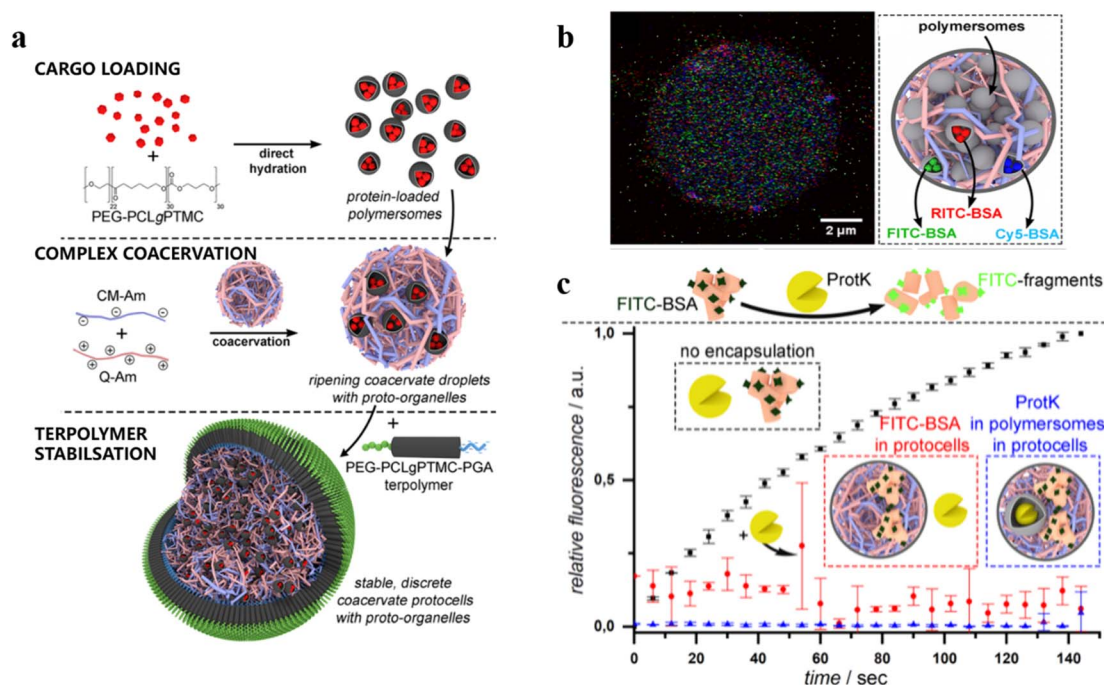 a
CARGO LOADING
+
22
30
30
PEG-PCLgPTMC
direct
hydration
protein-loaded
polymersomes
COMPLEX COACERVATION
CM-Am
+
Q-Am
coacervation
ripening coacervate droplets
with proto-organelles
TERPOLYMER
STABILSATION
+
PEG-PCLgPTMC-PGA
terpolymer
stable, discrete
coacervate protocells
with proto-organelles
b
2 µm
polymersomes
RITC-BSA
FITC-BSA
Cy5-BSA
c
FITC-BSA
ProtK
FITC-fragments
relative fluorescence / a.u.
1,0
0,5
0,0
no encapsulation
+
FITC-BSA
in protocells
ProtK
in polymersomes
in protocells
0 20 40 60 80 100 120 140
time / sec